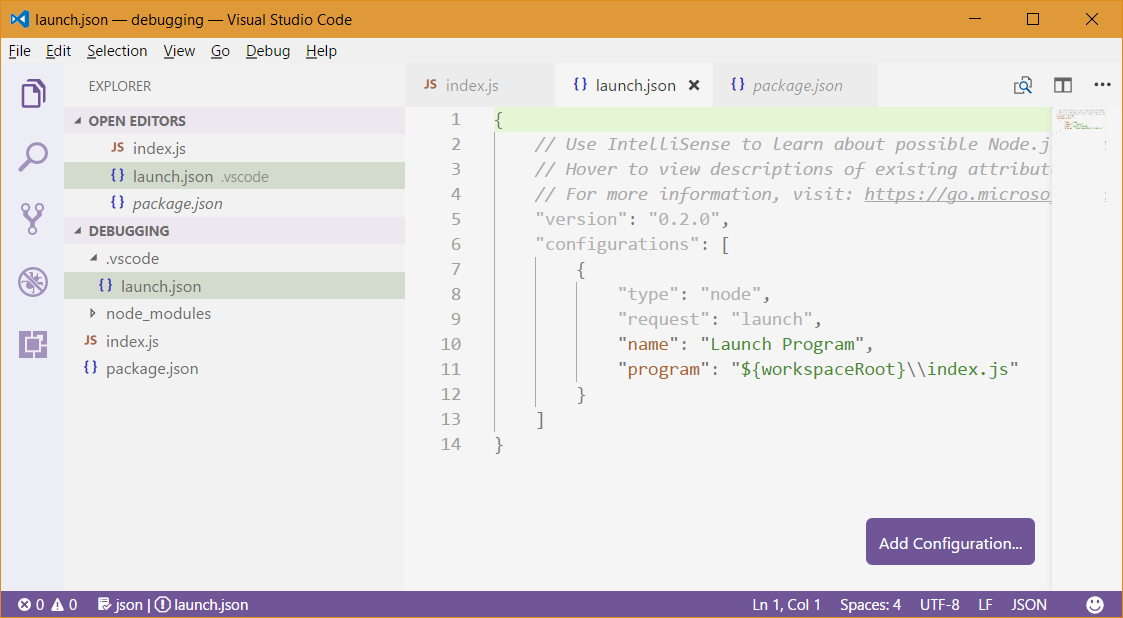 launch.json — debugging — Visual Studio Code
File Edit Selection View Go Debug Help
EXPLORER
OPEN EDITORS
JS index.js
{} launch.json .vscode
{} package.json
DEBUGGING
.vscode
{} launch.json
node_modules
JS index.js
{} package.json
JS index.js {} launch.json {} package.json
1 {
2 // Use IntelliSense to learn about possible Node.j
3 // Hover to view descriptions of existing attribut
4 // For more information, visit: https://go.microso
5 "version": "0.2.0",
6 "configurations": [
7 {
8 "type": "node",
9 "request": "launch",
10 "name": "Launch Program",
11 "program": "${workspaceRoot}\\index.js"
12 }
13 ]
14 }
Add Configuration...
0 0 json | launch.json Ln 1, Col 1 Spaces: 4 UTF-8 LF JSON